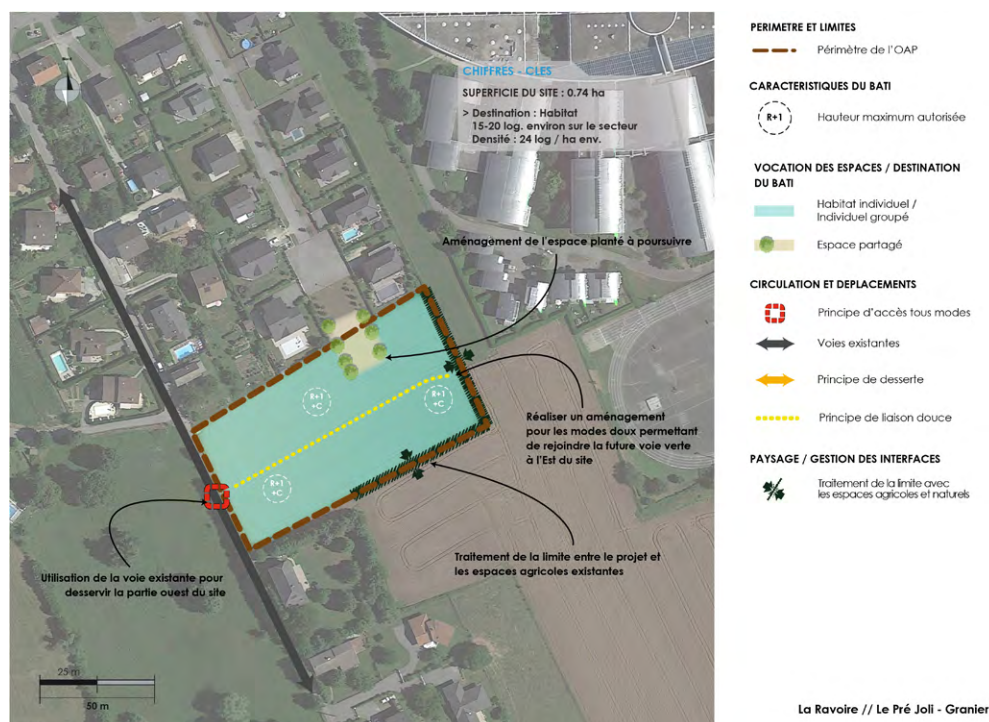 CHIFFRES - CLES
SUPERFICIE DU SITE : 0.74 ha
> Destination : Habitat
15-20 log. environ sur le secteur
Densité : 24 log / ha env.
Aménagement de l'espace planté à poursuivre
R+1
+C
R+1
+C
R+1
+C
Réaliser un aménagement
pour les modes doux permettant
de rejoindre la future voie verte
à l'Est du site
Traitement de la limite entre le projet et
les espaces agricoles existantes
Utilisation de la voie existante pour
desservir la partie ouest du site
25 m
50 m
PERIMETRE ET LIMITES
Périmètre de l'OAP
CARACTERISTIQUES DU BATI
R+1
Hauteur maximum autorisée
VOCATION DES ESPACES / DESTINATION
DU BATI
Habitat individuel /
Individuel groupé
Espace partagé
CIRCULATION ET DEPLACEMENTS
Principe d'accès tous modes
Voies existantes
Principe de desserte
Principe de liaison douce
PAYSAGE / GESTION DES INTERFACES
Traitement de la limite avec
les espaces agricoles et naturels
La Ravoire // Le Pré Joli - Granier